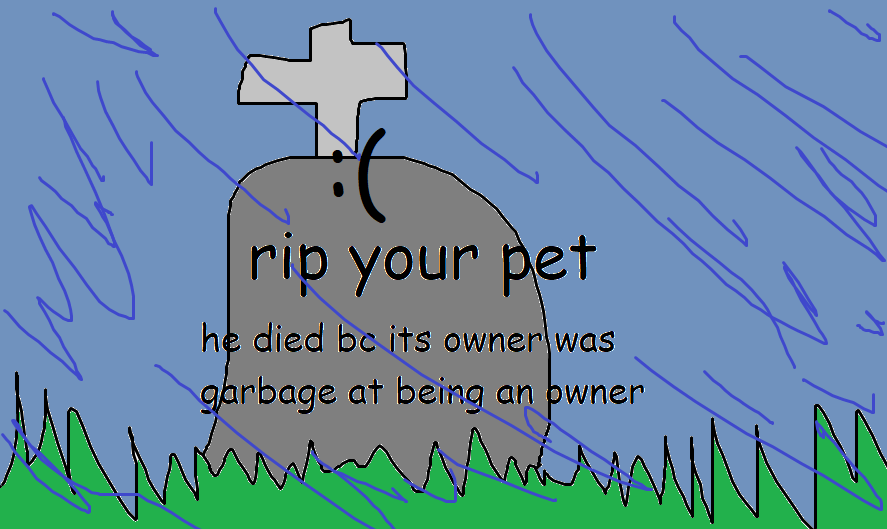 :(
rip your pet
he died bc its owner was
garbage at being an owner